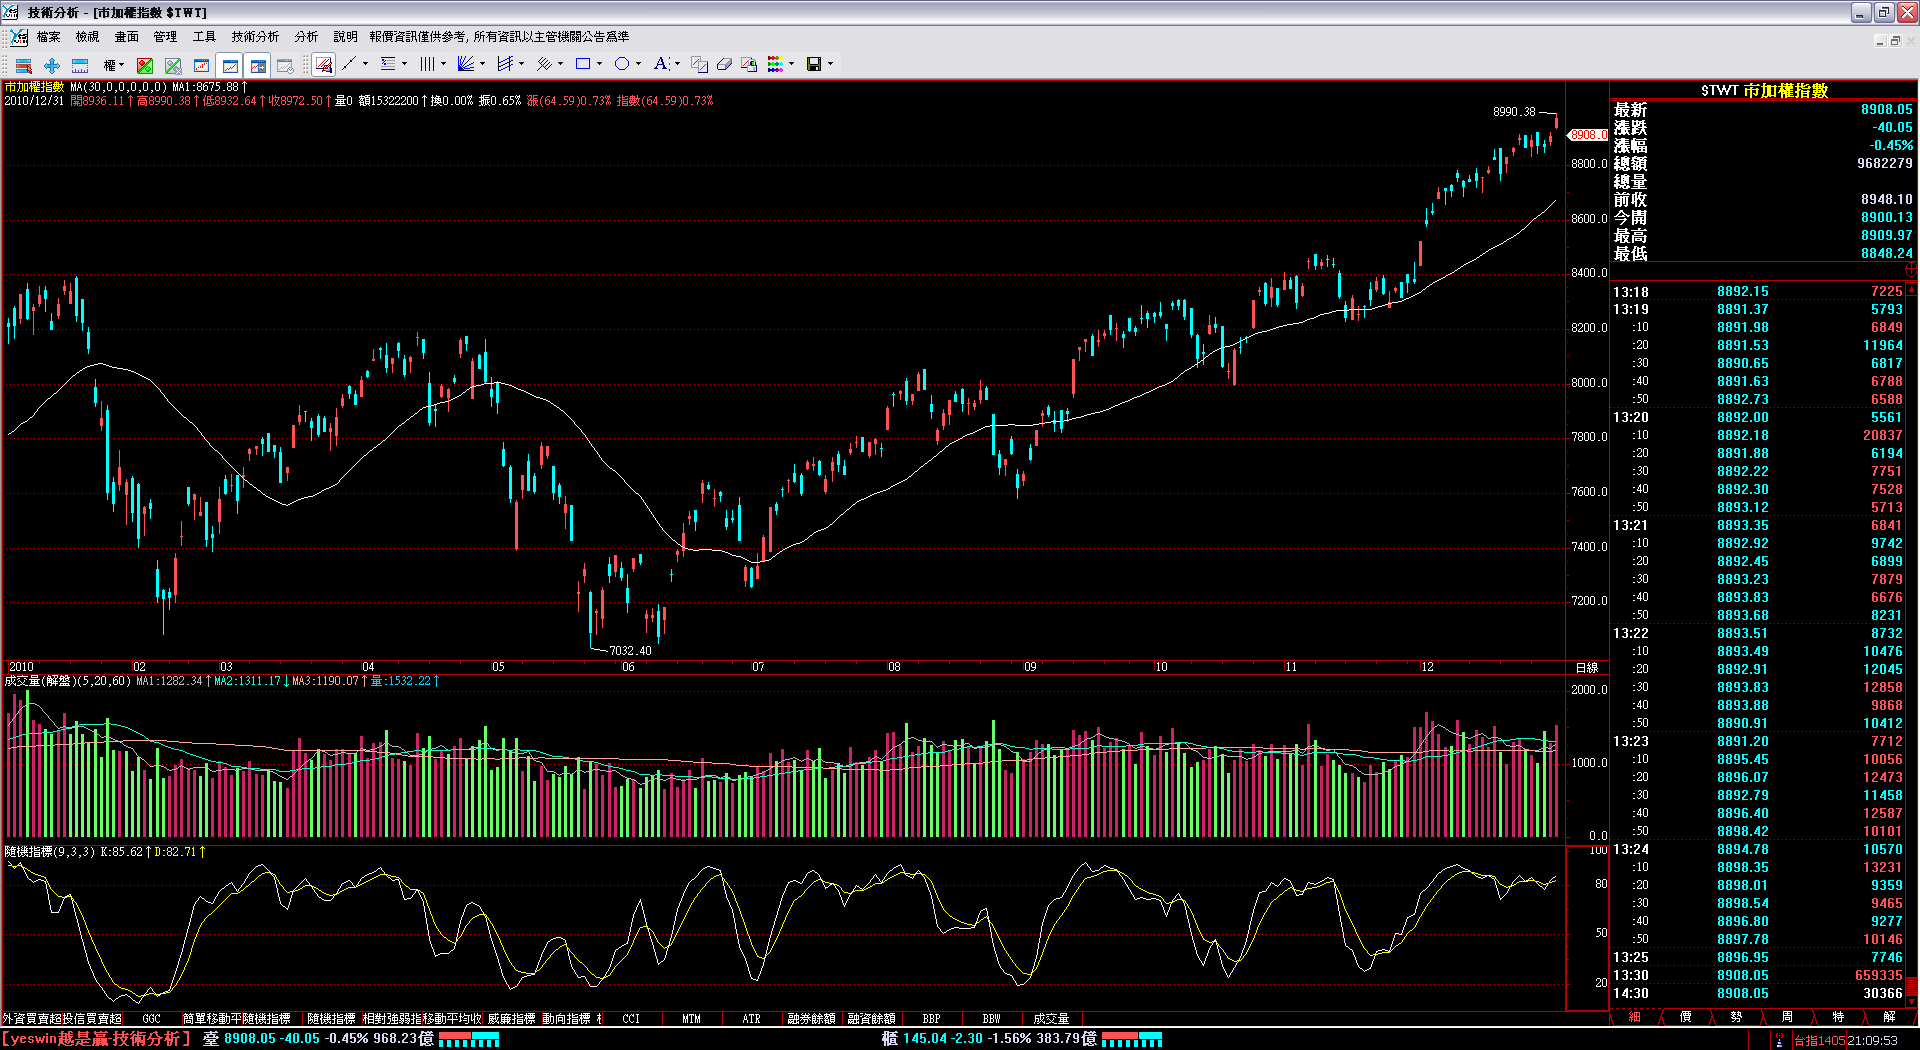 技術分析 - [市加權指數 $TWT]
檔案 檢視 畫面 管理 工具 技術分析 分析 說明 報價資訊僅供參考, 所有資訊以主管機關公告為準
權
市加權指數 MA(30,0,0,0,0,0) MA1:8675.88↑
2010/12/31 開8936.11↑高8990.38↑低8932.64↑收8972.50↑量0 額15322200↑換0.00% 振0.65% 漲(64.59)0.73% 指數(64.59)0.73%
8990.38
8908.0
8800.0
8600.0
8400.0
8200.0
8000.0
7800.0
7600.0
7400.0
7200.0
7032.40
2010 02 03 04 05 06 07 08 09 10 11 12 日線
成交量(解盤)(5,20,60) MA1:1282.34↑MA2:1311.17↓MA3:1190.07↑量:1532.22↑
2000.0
1000.0
0.0
隨機指標(9,3,3) K:85.62↑D:82.71↑
100
80
50
20
外資買賣超 投信買賣超 GGC 簡單移動平 隨機指標 隨機指標 相對強弱指 移動平均收 威廉指標 動向指標 CCI MTM ATR 融券餘額 融資餘額 BBP BBW 成交量
$TWT 市加權指數
最新 8908.05
漲跌 -40.05
漲幅 -0.45%
總額 9682279
總量
前收 8948.10
今開 8900.13
最高 8909.97
最低 8848.24
13:18 8892.15 7225
13:19 8891.37 5793
:10 8891.98 6849
:20 8891.53 11964
:30 8890.65 6817
:40 8891.63 6788
:50 8892.73 6588
13:20 8892.00 5561
:10 8892.18 20837
:20 8891.88 6194
:30 8892.22 7751
:40 8892.30 7528
:50 8893.12 5713
13:21 8893.35 6841
:10 8892.92 9742
:20 8892.45 6899
:30 8893.23 7879
:40 8893.83 6676
:50 8893.68 8231
13:22 8893.51 8732
:10 8893.49 10476
:20 8892.91 12045
:30 8893.83 12858
:40 8893.88 9868
:50 8890.91 10412
13:23 8891.20 7712
:10 8895.45 10056
:20 8896.07 12473
:30 8892.79 11458
:40 8896.40 12587
:50 8898.42 10101
13:24 8894.78 10570
:10 8898.35 13231
:20 8898.01 9359
:30 8898.54 9465
:40 8896.80 9277
:50 8897.78 10146
13:25 8896.95 7746
13:30 8908.05 659335
14:30 8908.05 30366
細 價 勢 周 特 解
[yeswin越是贏-技術分析] 臺 8908.05 -40.05 -0.45% 968.23億 櫃 145.04 -2.30 -1.56% 383.79億 台指1405 21:09:53